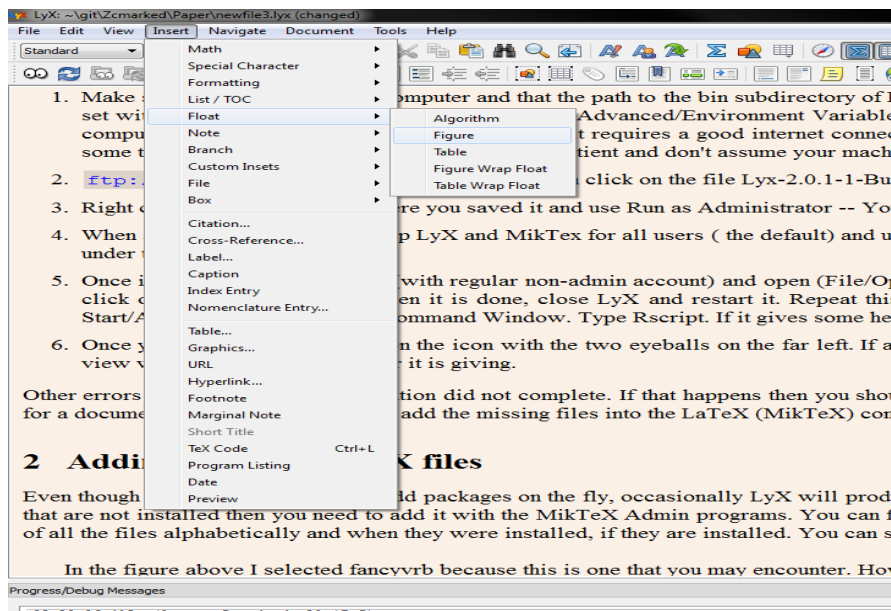 LyX: ~\git\Zcmarked\Paper\newfile3.lyx (changed)
File Edit View Insert Navigate Document Tools Help
Standard
Math
Special Character
Formatting
List / TOC
Float
Note
Branch
Custom Insets
File
Box
Citation...
Cross-Reference...
Label...
Caption
Index Entry
Nomenclature Entry...
Table...
Graphics...
URL
Hyperlink...
Footnote
Marginal Note
Short Title
TeX Code Ctrl+L
Program Listing
Date
Preview
Algorithm
Figure
Table
Figure Wrap Float
Table Wrap Float
1. Make omputer and that the path to the bin subdirectory of
set wi Advanced/Environment Variable
compu t requires a good internet connec
some t tient and don't assume your mach
2. ftp: click on the file Lyx-2.0.1-1-Bu
3. Right re you saved it and use Run as Administrator -- Yo
4. When p LyX and MikTex for all users ( the default) and u
under
5. Once i (with regular non-admin account) and open (File/Op
click en it is done, close LyX and restart it. Repeat thi
Start/A ommand Window. Type Rscript. If it gives some he
6. Once y n the icon with the two eyeballs on the far left. If a
view it is giving.
Other errors tion did not complete. If that happens then you shou
for a docume add the missing files into the LaTeX (MikTeX) con
2 Addi X files
Even though dd packages on the fly, occasionally LyX will prod
that are not installed then you need to add it with the MikTeX Admin programs. You can f
of all the files alphabetically and when they were installed, if they are installed. You can s
In the figure above I selected fancyvrb because this is one that you may encounter. How
Progress/Debug Messages